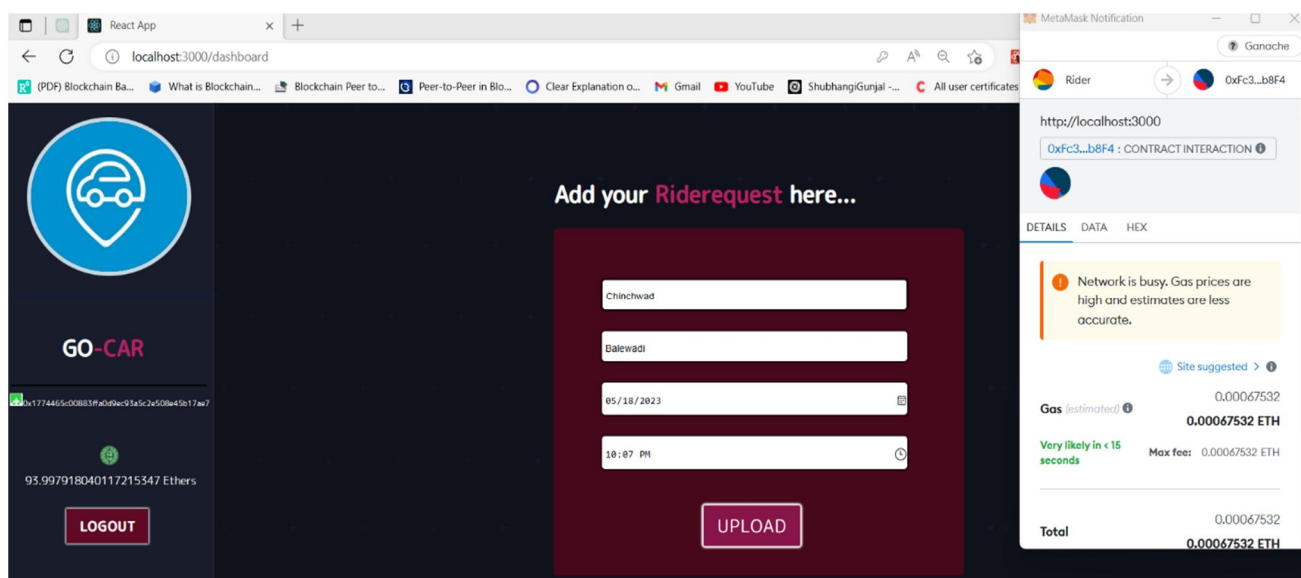 React App
localhost:3000/dashboard
(PDF) Blockchain Ba...
What is Blockchain...
Blockchain Peer to...
Peer-to-Peer in Blo...
Clear Explanation o...
Gmail
YouTube
ShubhangiGunjal -...
All user certificates
GO-CAR
0x1774465c00883ffa0d9ec93a5c2e508e45b17ae7
93.997918040117215347 Ethers
LOGOUT
Add your Riderequest here...
Chinchwad
Balewadi
05/18/2023
10:07 PM
UPLOAD
MetaMask Notification
Ganache
Rider
0xFc3...b8F4
http://localhost:3000
0xFc3...b8F4 : CONTRACT INTERACTION
DETAILS DATA HEX
Network is busy. Gas prices are
high and estimates are less
accurate.
Site suggested >
0.00067532
Gas (estimated)
0.00067532 ETH
Very likely in < 15
seconds
Max fee: 0.00067532 ETH
0.00067532
Total
0.00067532 ETH